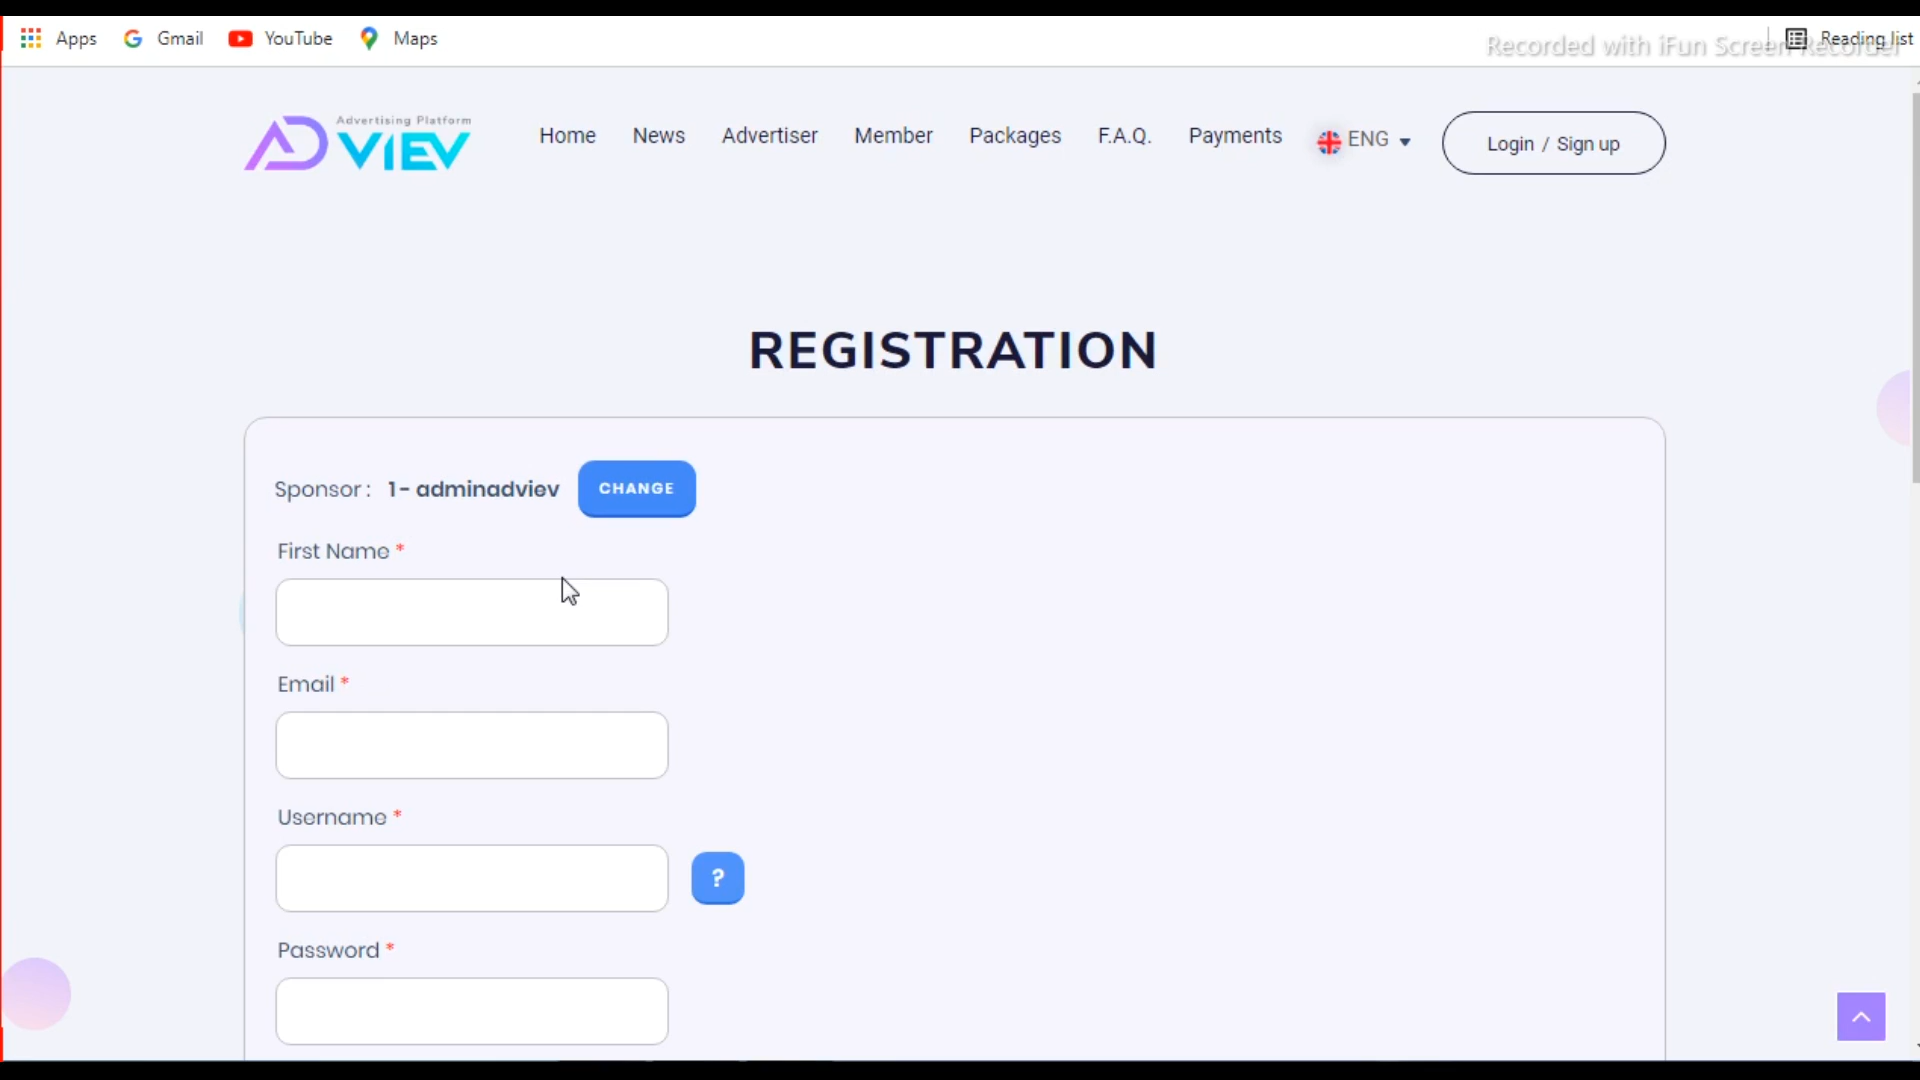 Apps Gmail YouTube Maps Reading list
Recorded with iFun Screen Recorder
Advertising Platform
ADVIEV
Home News Advertiser Member Packages F.A.Q. Payments ENG Login / Sign up
REGISTRATION
Sponsor : 1 - adminadviev CHANGE
First Name *
Email *
Username *
?
Password *